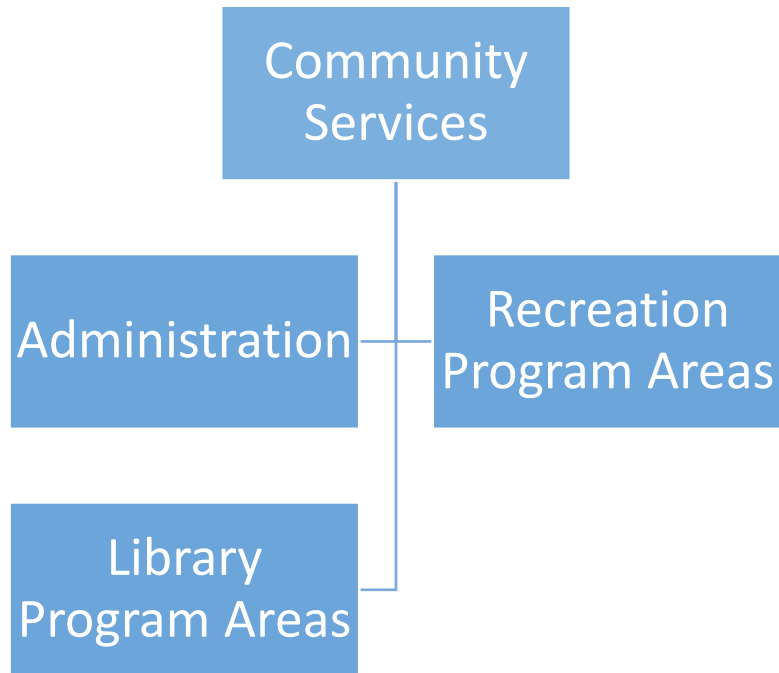 Community
Services
Administration
Recreation
Program Areas
Library
Program Areas